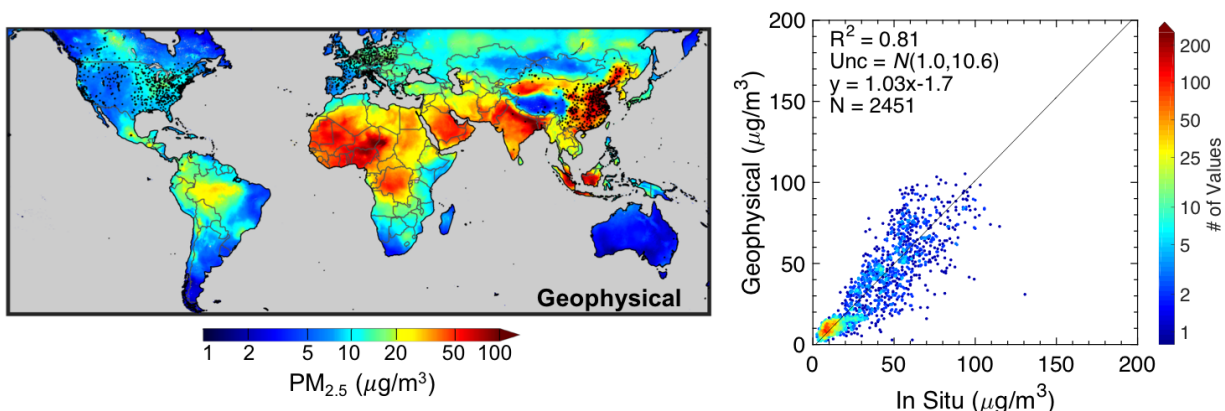 Geophysical
1 2 5 10 20 50 100
PM2.5 (μg/m³)
R² = 0.81
Unc = N(1.0,10.6)
y = 1.03x-1.7
N = 2451
200
150
100
50
0
Geophysical (μg/m³)
0 50 100 150 200
In Situ (μg/m³)
200
100
50
25
10
5
2
1
# of Values